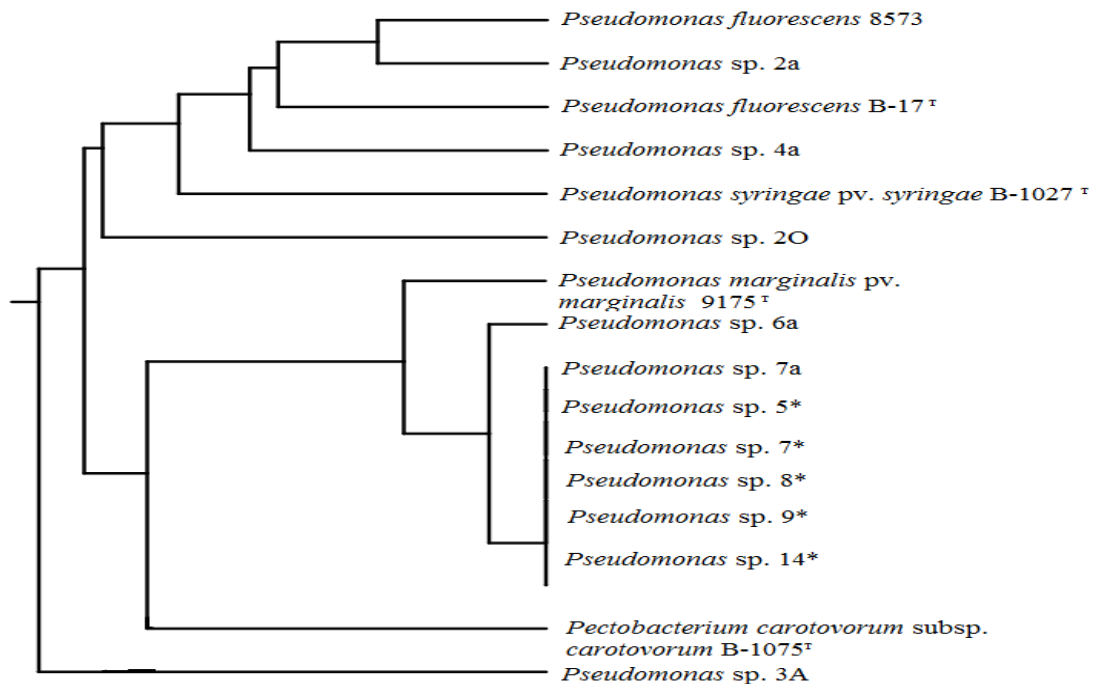 Pseudomonas fluorescens 8573
Pseudomonas sp. 2a
Pseudomonas fluorescens B-17 ᵀ
Pseudomonas sp. 4a
Pseudomonas syringae pv. syringae B-1027 ᵀ
Pseudomonas sp. 2O
Pseudomonas marginalis pv.
marginalis 9175 ᵀ
Pseudomonas sp. 6a
Pseudomonas sp. 7a
Pseudomonas sp. 5*
Pseudomonas sp. 7*
Pseudomonas sp. 8*
Pseudomonas sp. 9*
Pseudomonas sp. 14*
Pectobacterium carotovorum subsp.
carotovorum B-1075ᵀ
Pseudomonas sp. 3A